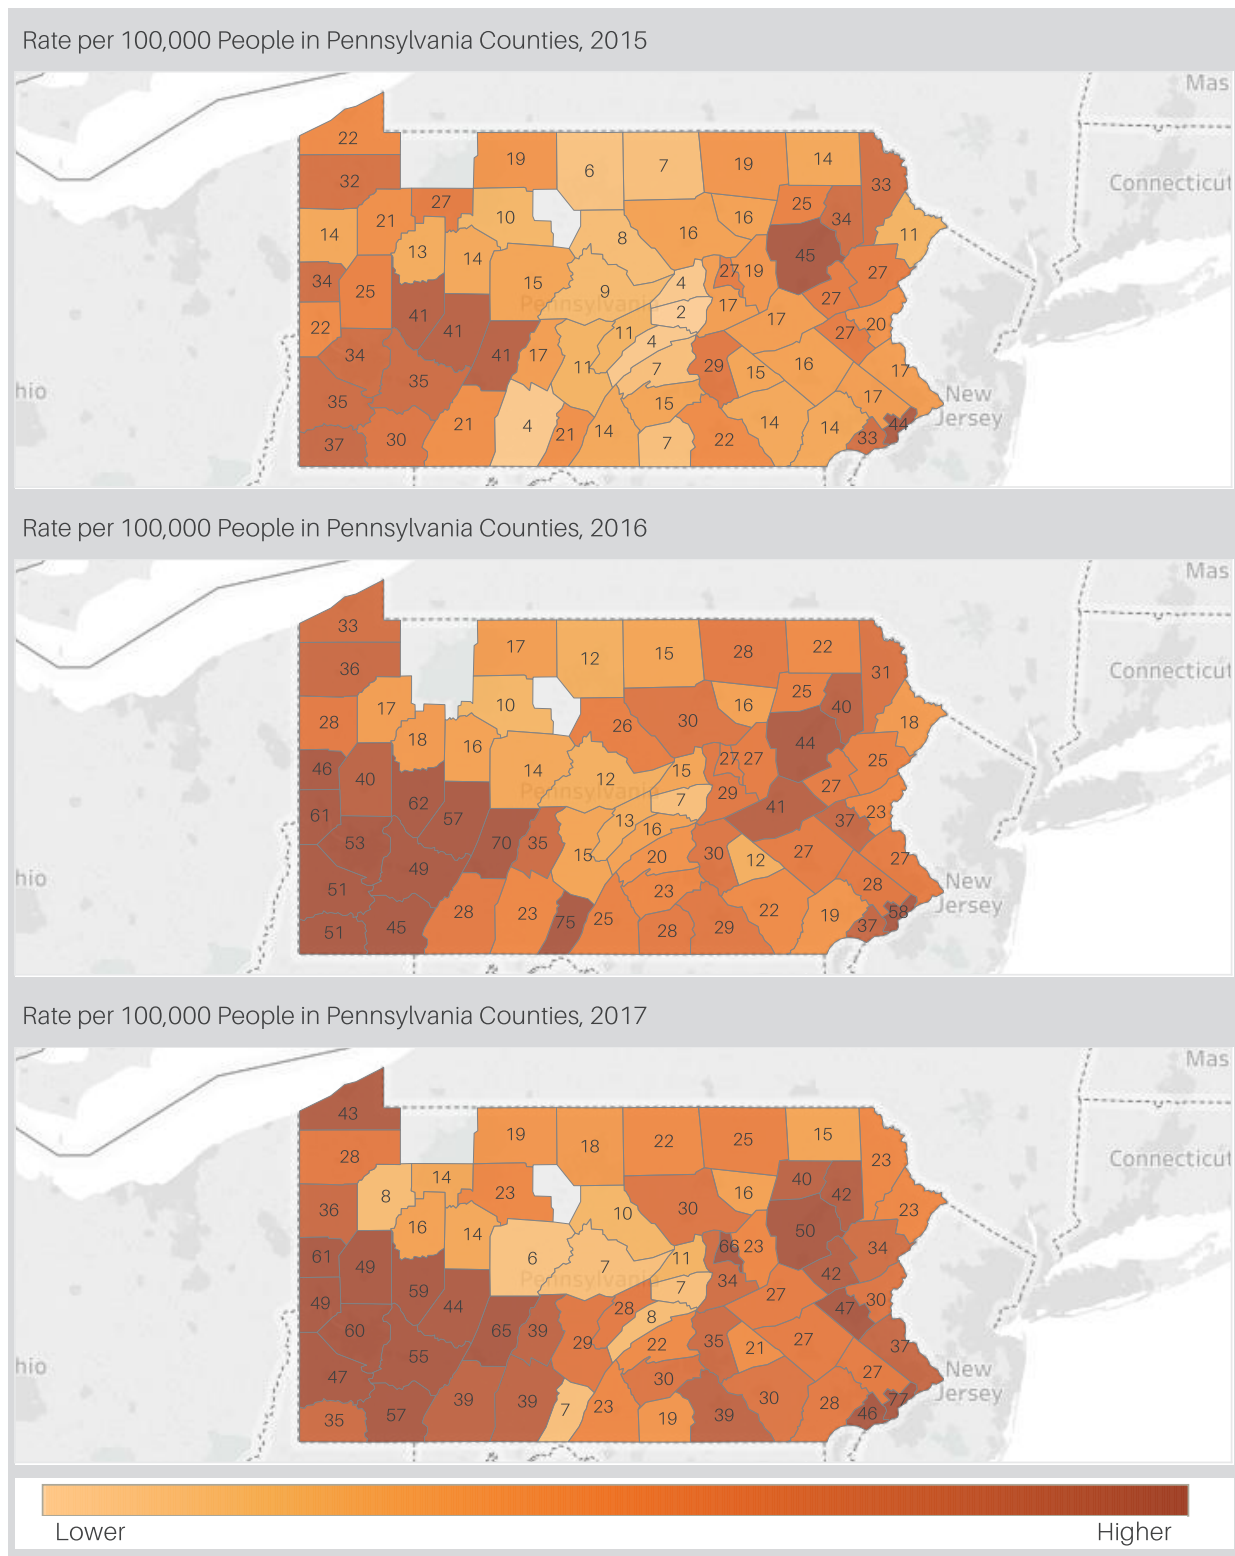 Rate per 100,000 People in Pennsylvania Counties, 2015
Mas
22
19 6 7 19 14
32 33 Connecticut
27 25
21 10 16 34
14 13 8 16 11
14 45
34 25 15 9 4 27 19 27
Pennsylvani
27
41 2 17
22 41 11 17 27 20
34 41 17 4
35 11 7 29 15 16 17
hio 35 15 17 New
21 4 21 14 14 14 44 Jersey
37 30 7 22 33
Rate per 100,000 People in Pennsylvania Counties, 2016
Mas
33
17 12 15 28 22
36 31 Connecticut
25
17 10 16 40
28 18 26 30 18
16 44
46 40 14 12 15 27 27 25
Pennsylvani
27
62 7 29
61 57 13 41 37 23
53 70 35 16
49 15 20 30 12 27 27
hio 51 23 28 New
28 23 75 25 22 19 58 Jersey
51 45 28 29 37
Rate per 100,000 People in Pennsylvania Counties, 2017
Mas
43
19 18 22 25 15
28 23 Connecticut
14 40
8 23 16 42
36 16 10 30 23
14 50
61 49 6 7 11 66 23 34
Pennsylvani
42
59 7 34
49 44 28 27 47 30
60 65 39 8
55 29 22 35 21 27 37
hio 47 30 27 New
39 39 7 23 30 28 77 Jersey
35 57 19 39 46
Lower Higher